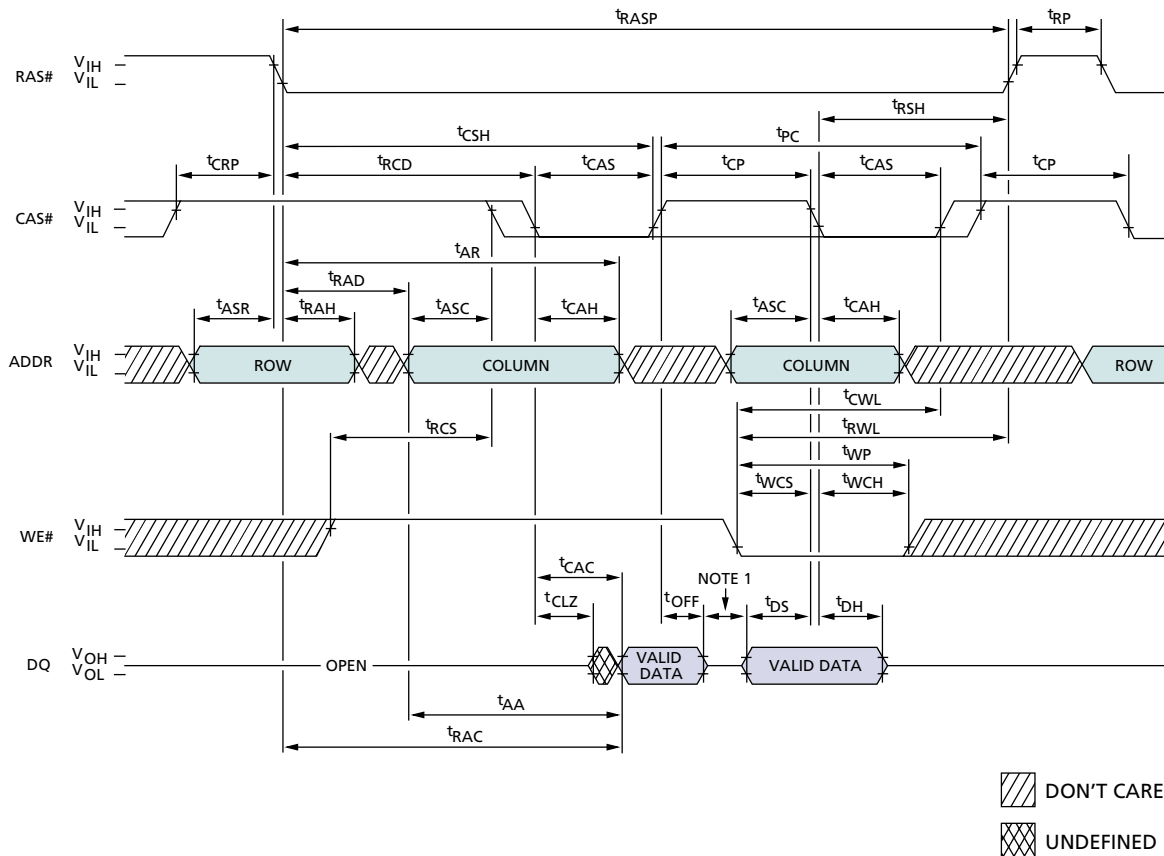 tRASP
tRP
RAS#
VIH
VIL
tRSH
tCSH
tPC
tCRP
tRCD
tCAS
tCP
tCAS
tCP
CAS#
VIH
VIL
tAR
tRAD
tASR
tRAH
tASC
tCAH
tASC
tCAH
ADDR
VIH
VIL
ROW
COLUMN
COLUMN
ROW
tCWL
tRCS
tRWL
tWP
tWCS
tWCH
WE#
VIH
VIL
tCAC
NOTE 1
tCLZ
tOFF
tDS
tDH
DQ
VOH
VOL
OPEN
VALID
DATA
VALID DATA
tAA
tRAC
DON'T CARE
UNDEFINED